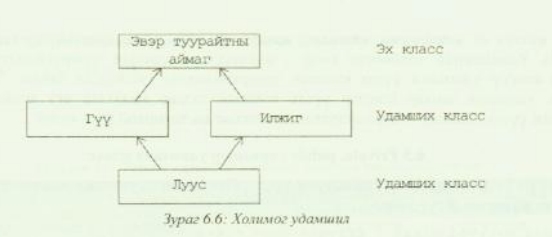 Эвэр туурайтны
аймаг
Эх класс
Гүү
Илжиг
Удамших класс
Луус
Удамших класс
Зураг 6.6: Холимог удамшил